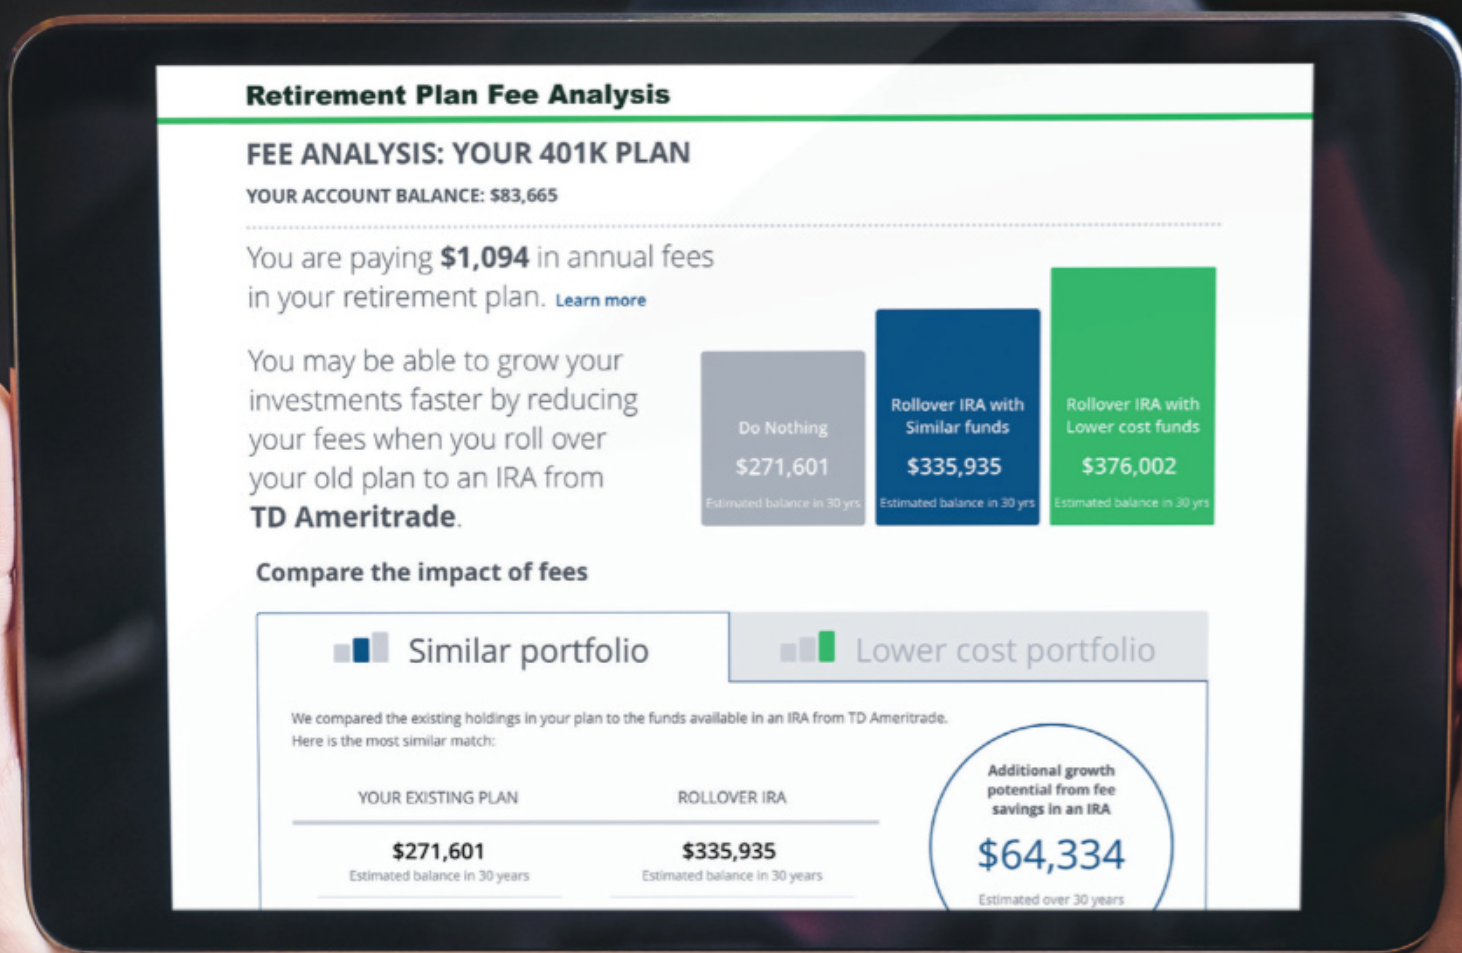 Retirement Plan Fee Analysis
FEE ANALYSIS: YOUR 401K PLAN
YOUR ACCOUNT BALANCE: $83,665
You are paying $1,094 in annual fees
in your retirement plan. Learn more
You may be able to grow your
investments faster by reducing
your fees when you roll over
your old plan to an IRA from
TD Ameritrade.
Do Nothing
$271,601
Estimated balance in 30 yrs
Rollover IRA with
Similar funds
$335,935
Estimated balance in 30 yrs
Rollover IRA with
Lower cost funds
$376,002
Estimated balance in 30 yrs
Compare the impact of fees
Similar portfolio
Lower cost portfolio
We compared the existing holdings in your plan to the funds available in an IRA from TD Ameritrade.
Here is the most similar match:
YOUR EXISTING PLAN
$271,601
Estimated balance in 30 years
ROLLOVER IRA
$335,935
Estimated balance in 30 years
Additional growth
potential from fee
savings in an IRA
$64,334
Estimated over 30 years